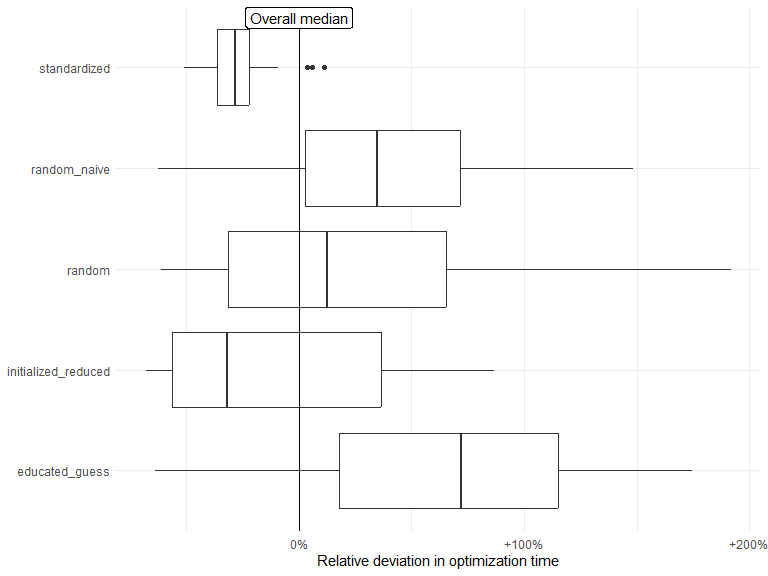 Overall median
standardized
random_naive
random
initialized_reduced
educated_guess
0%
+100%
+200%
Relative deviation in optimization time